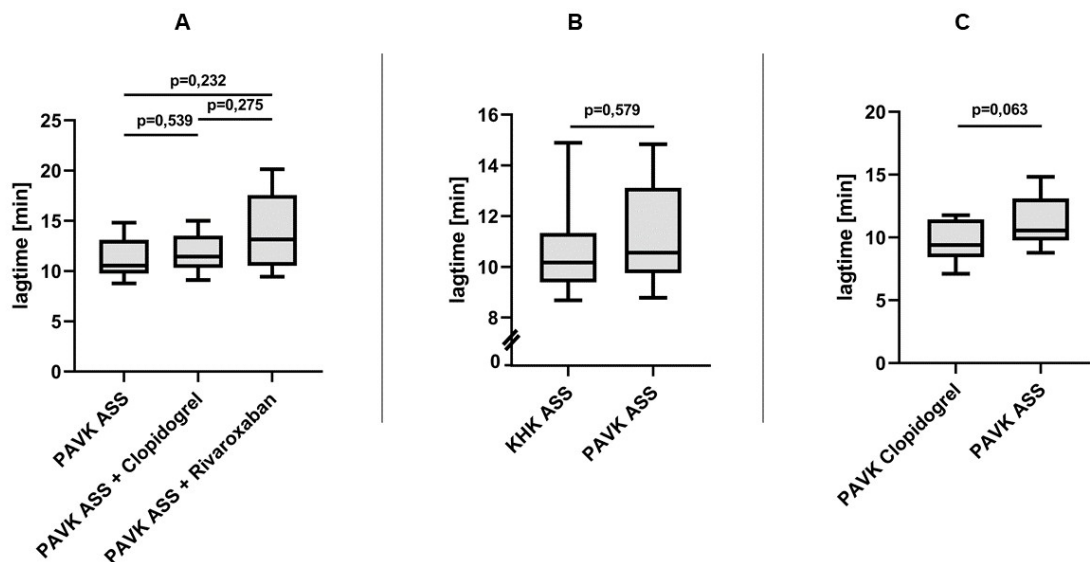 A
p=0,232
p=0,275
p=0,539
lagtime [min]
25
20
15
10
5
0
PAVK ASS
PAVK ASS + Clopidogrel
PAVK ASS + Rivaroxaban
B
p=0,579
lagtime [min]
16
14
12
10
8
0
KHK ASS
PAVK ASS
C
p=0,063
lagtime [min]
20
15
10
5
0
PAVK Clopidogrel
PAVK ASS